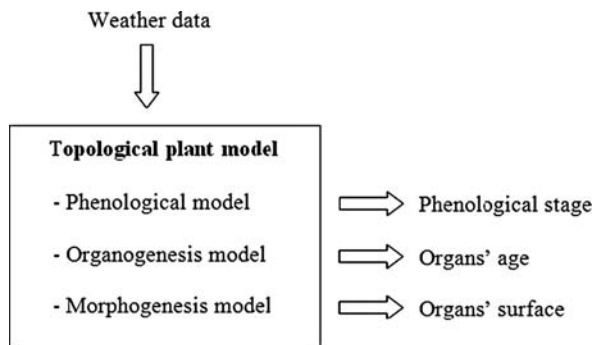 Weather data
Topological plant model
- Phenological model
Phenological stage
- Organogenesis model
Organs' age
- Morphogenesis model
Organs' surface